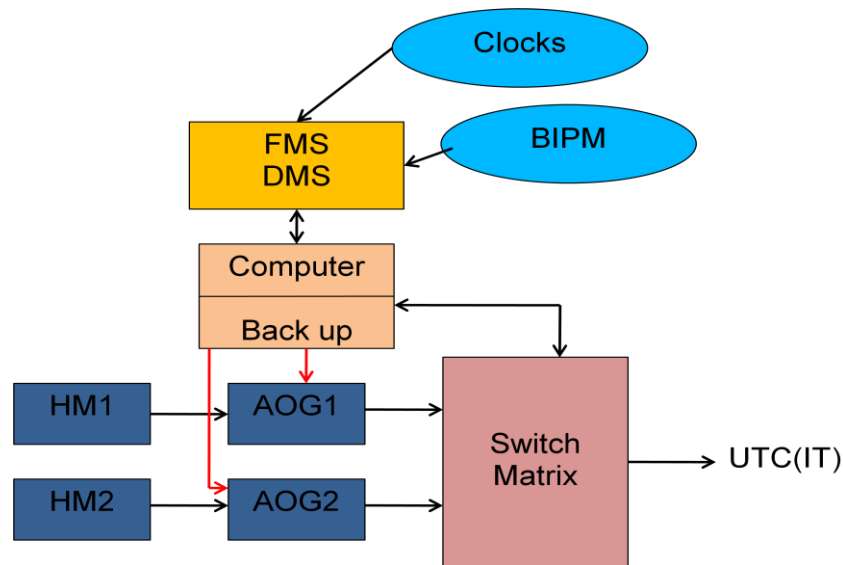 Clocks
BIPM
FMS
DMS
Computer
Back up
HM1
AOG1
HM2
AOG2
Switch
Matrix
UTC(IT)